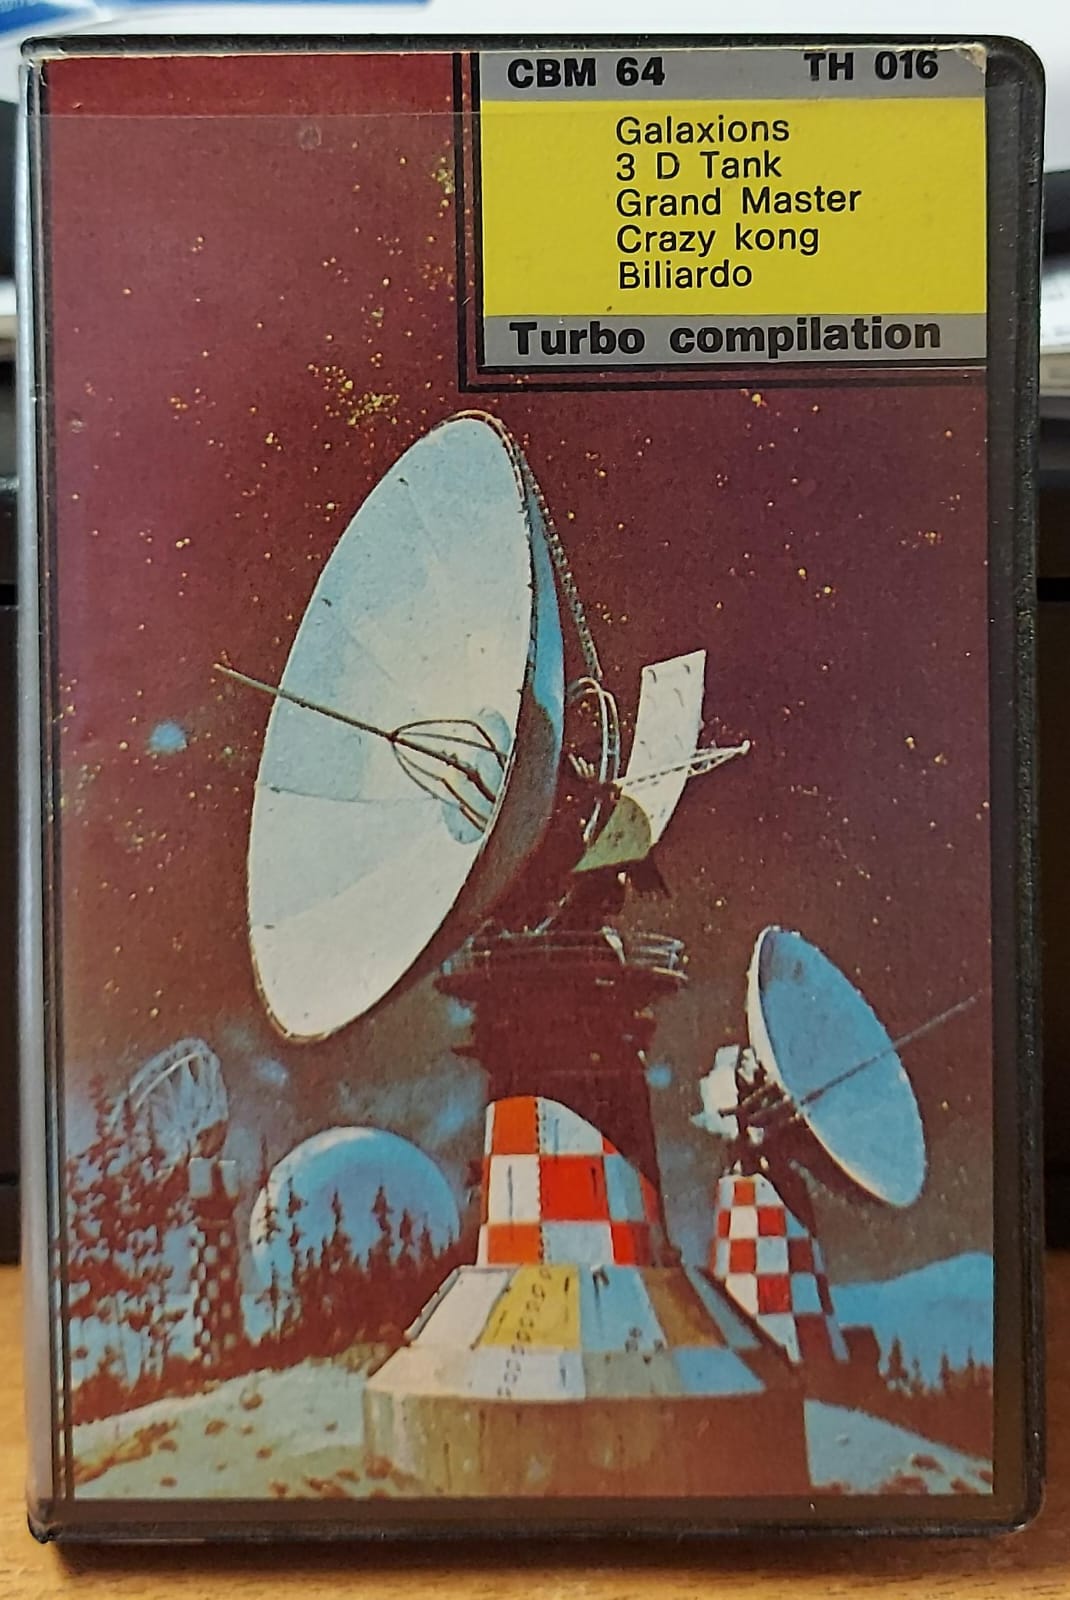 CBM 64 TH 016
Galaxions
3 D Tank
Grand Master
Crazy kong
Biliardo
Turbo compilation